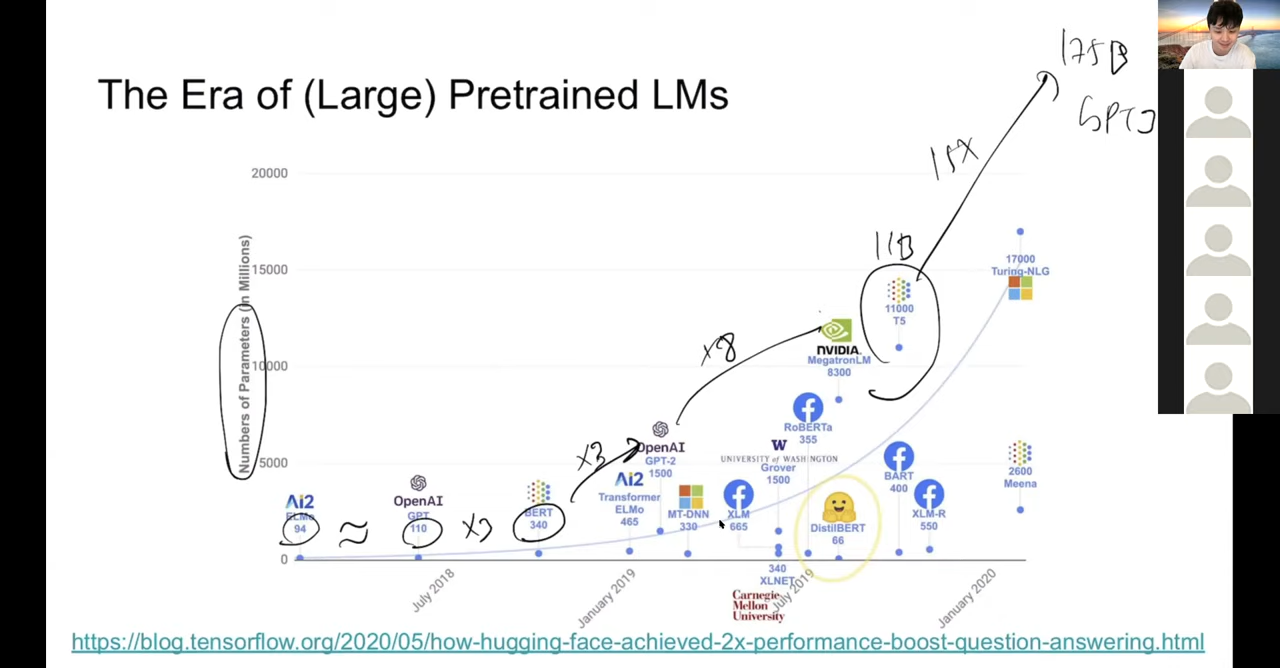 The Era of (Large) Pretrained LMs
175B
GPT3
15X
11B
x8
x3
≈
x3
Numbers of Parameters (in Millions)
20000
15000
10000
5000
0
Ai2
ELMo
94
OpenAI
GPT
110
BERT
340
Ai2
Transformer
ELMo
465
OpenAI
GPT-2
1500
MT-DNN
330
XLM
665
W
UNIVERSITY of WASHINGTON
Grover
1500
340
XLNET
Carnegie
Mellon
University
RoBERTa
355
NVIDIA.
MegatronLM
8300
DistilBERT
66
11000
T5
BART
400
XLM-R
550
17000
Turing-NLG
2600
Meena
July 2018
January 2019
July 2019
January 2020
https://blog.tensorflow.org/2020/05/how-hugging-face-achieved-2x-performance-boost-question-answering.html